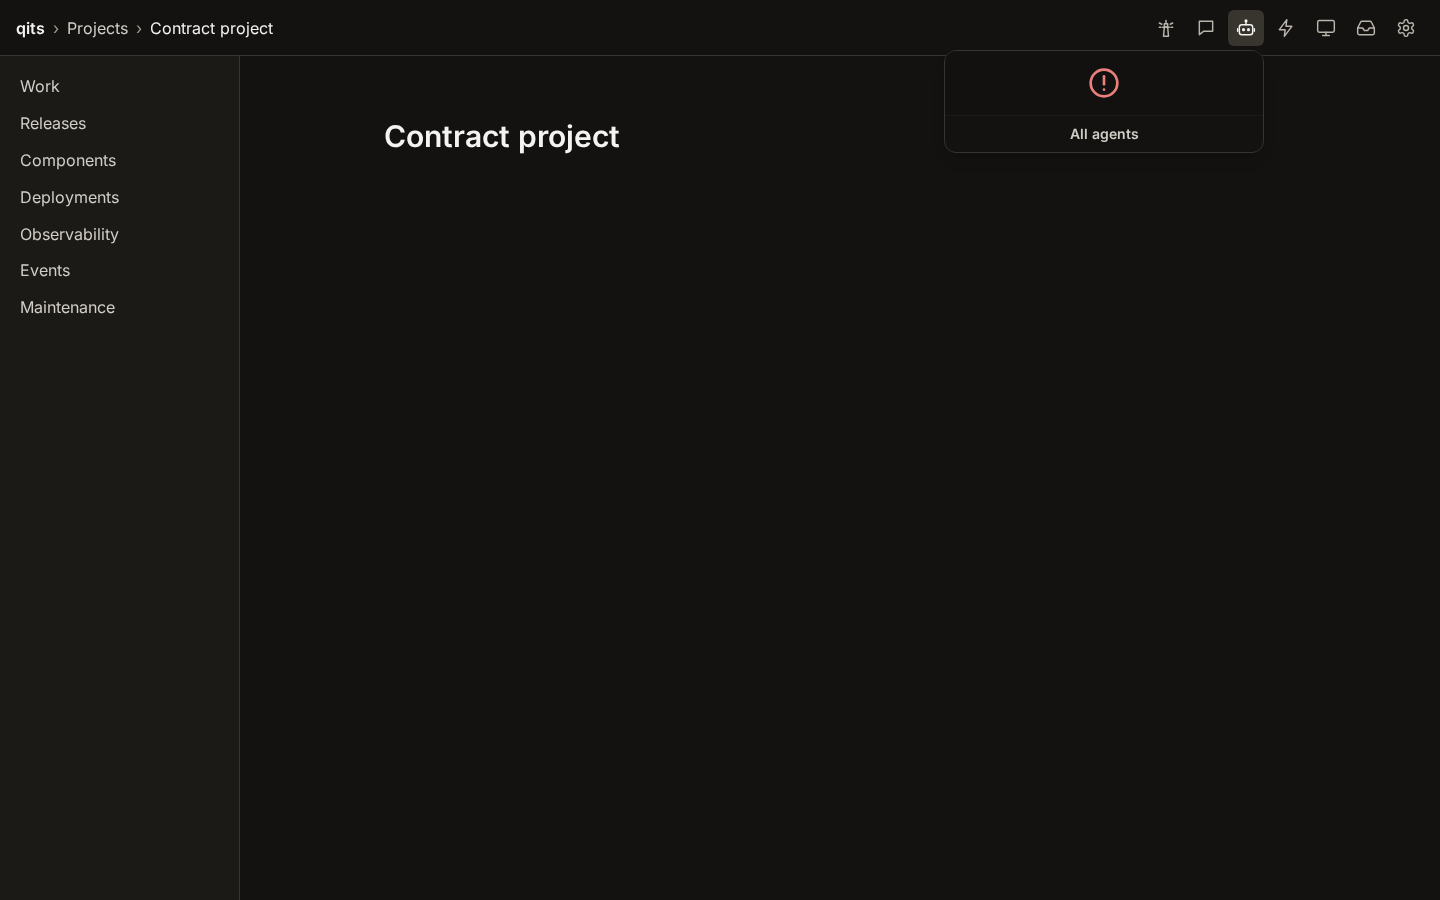 qits › Projects › Contract project
Work
Releases
Components
Deployments
Observability
Events
Maintenance
Contract project
All agents